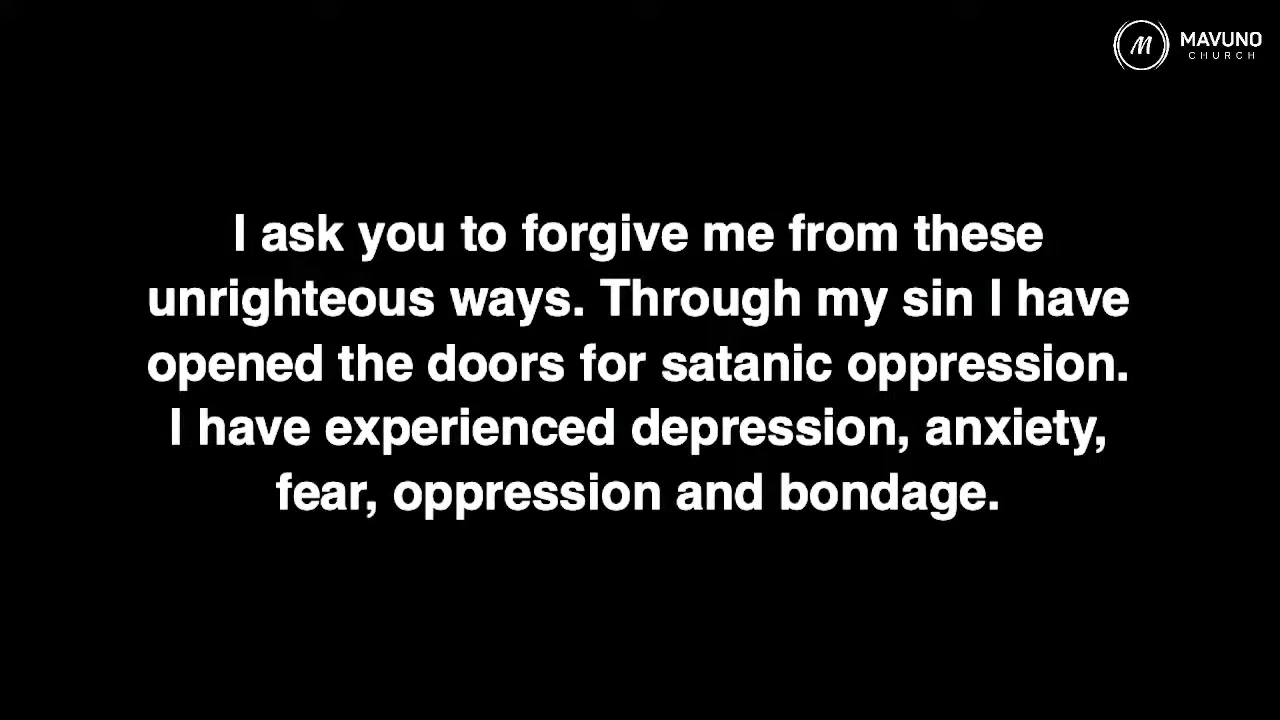 M MAVUNO
CHURCH
I ask you to forgive me from these
unrighteous ways. Through my sin I have
opened the doors for satanic oppression.
I have experienced depression, anxiety,
fear, oppression and bondage.